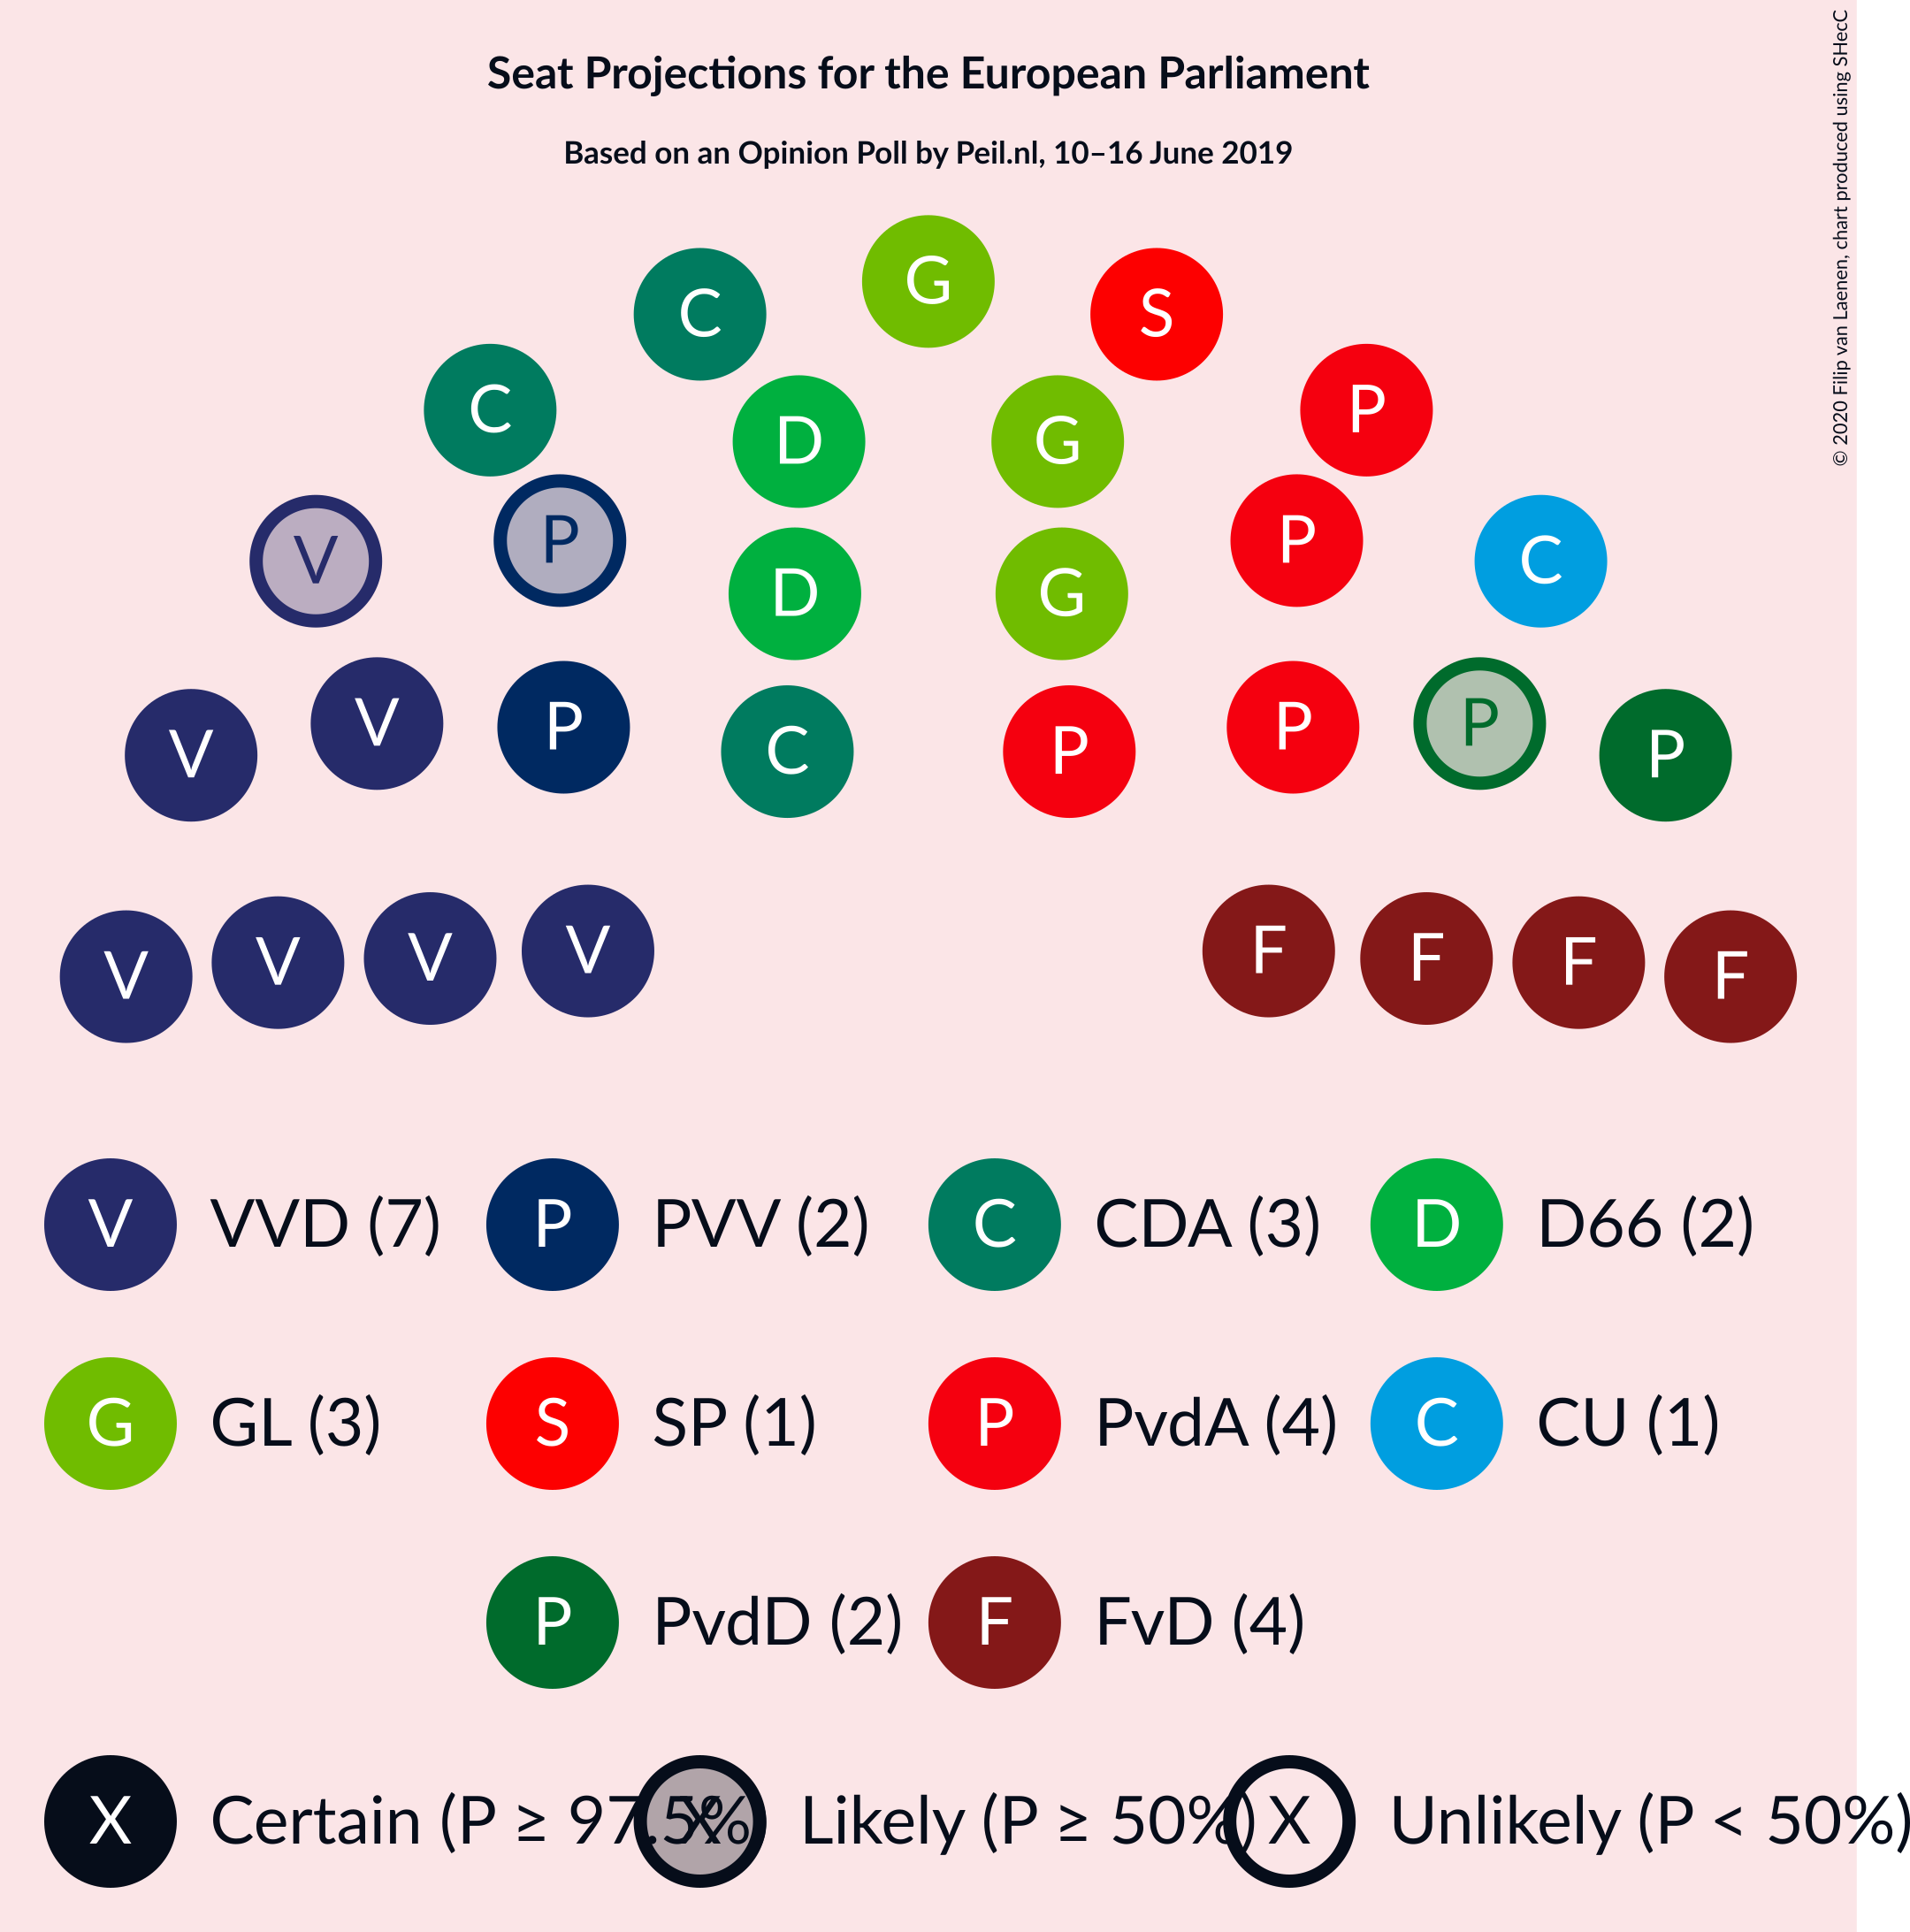 Seat Projections for the European Parliament
Based on an Opinion Poll by Peil.nl, 10–16 June 2019
© 2020 Filip van Laenen, chart produced using SHecC
G
C S
C P
D G
P P
V C
D G
V P
P P
C P
V P
V V V V
F F F F
V VVD (7) P PVV (2) C CDA (3) D D66 (2)
G GL (3) S SP (1) P PvdA (4) C CU (1)
P PvdD (2) F FvD (4)
X Certain (P ≥ 97.5% X Likely (P ≥ 50%) X Unlikely (P < 50%)